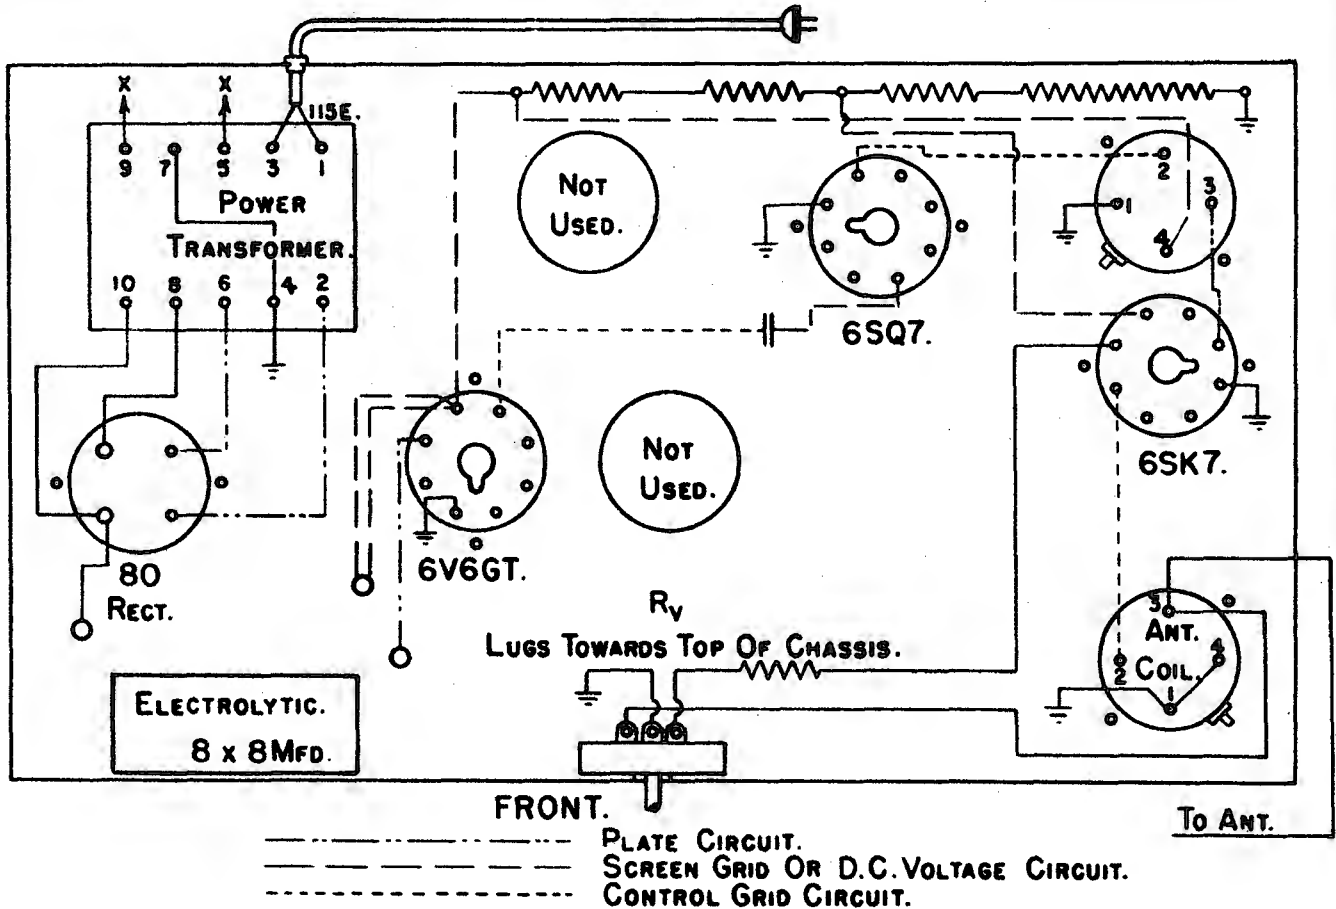 X X
115E.
9 7 5 3 1
POWER
TRANSFORMER.
10 8 6 4 2
NOT
USED.
6SQ7.
2
1
3
4
6SK7.
80
RECT.
6V6GT.
NOT
USED.
RV
LUGS TOWARDS TOP OF CHASSIS.
3
ANT.
COIL.
2
4
1
ELECTROLYTIC.
8 X 8 MFD.
FRONT.
TO ANT.
PLATE CIRCUIT.
SCREEN GRID OR D.C. VOLTAGE CIRCUIT.
CONTROL GRID CIRCUIT.